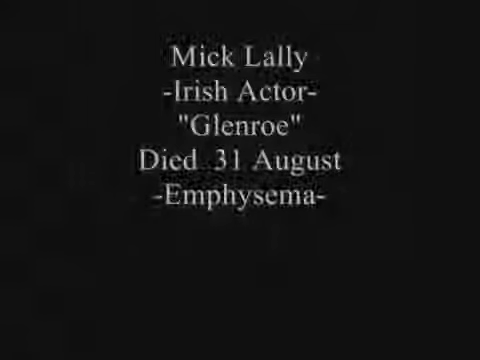 Mick Lally
-Irish Actor-
"Glenroe"
Died 31 August
-Emphysema-